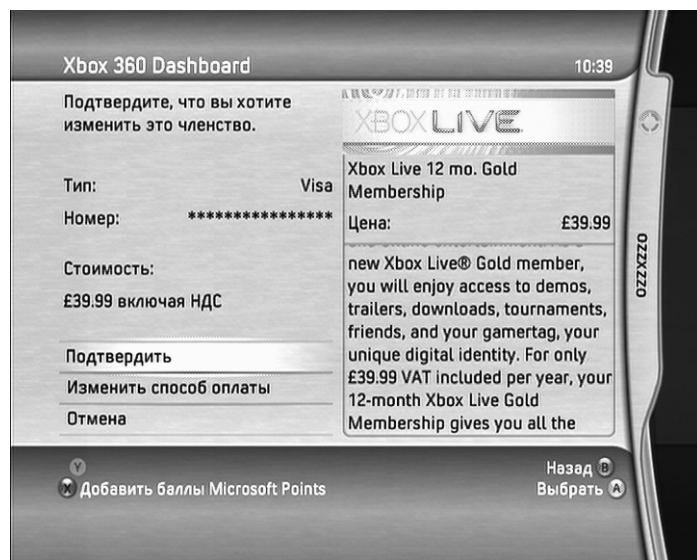 Xbox 360 Dashboard
10:39
Подтвердите, что вы хотите
изменить это членство.
Тип: Visa
Номер: ***************
Стоимость:
£39.99 включая НДС
Подтвердить
Изменить способ оплаты
Отмена
XBOX LIVE
Xbox Live 12 mo. Gold
Membership
Цена: £39.99
new Xbox Live® Gold member,
you will enjoy access to demos,
trailers, downloads, tournaments,
friends, and your gamertag, your
unique digital identity. For only
£39.99 VAT included per year, your
12-month Xbox Live Gold
Membership gives you all the
OZZXZZO
Y
X Добавить баллы Microsoft Points
Назад B
Выбрать A